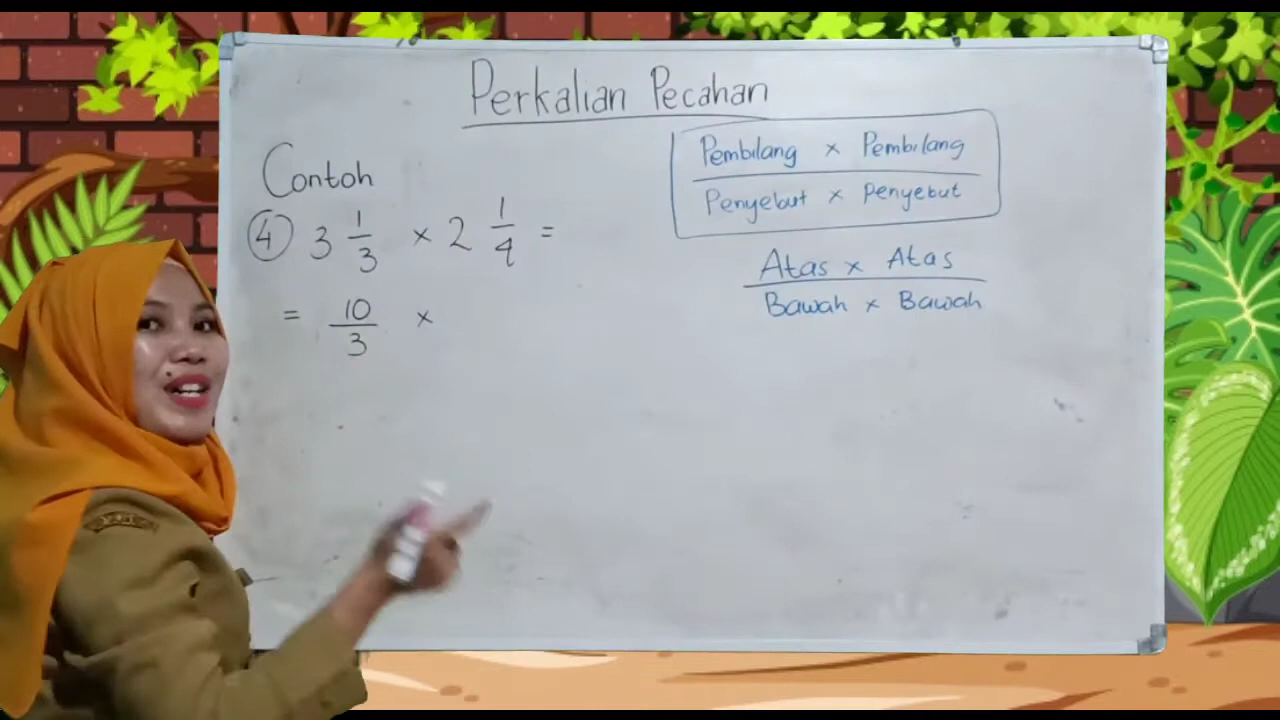 Perkalian Pecahan
Contoh
4 3 1/3 × 2 1/4 =
= 10/3 ×
Pembilang × Pembilang
Penyebut × Penyebut
Atas × Atas
Bawah × Bawah